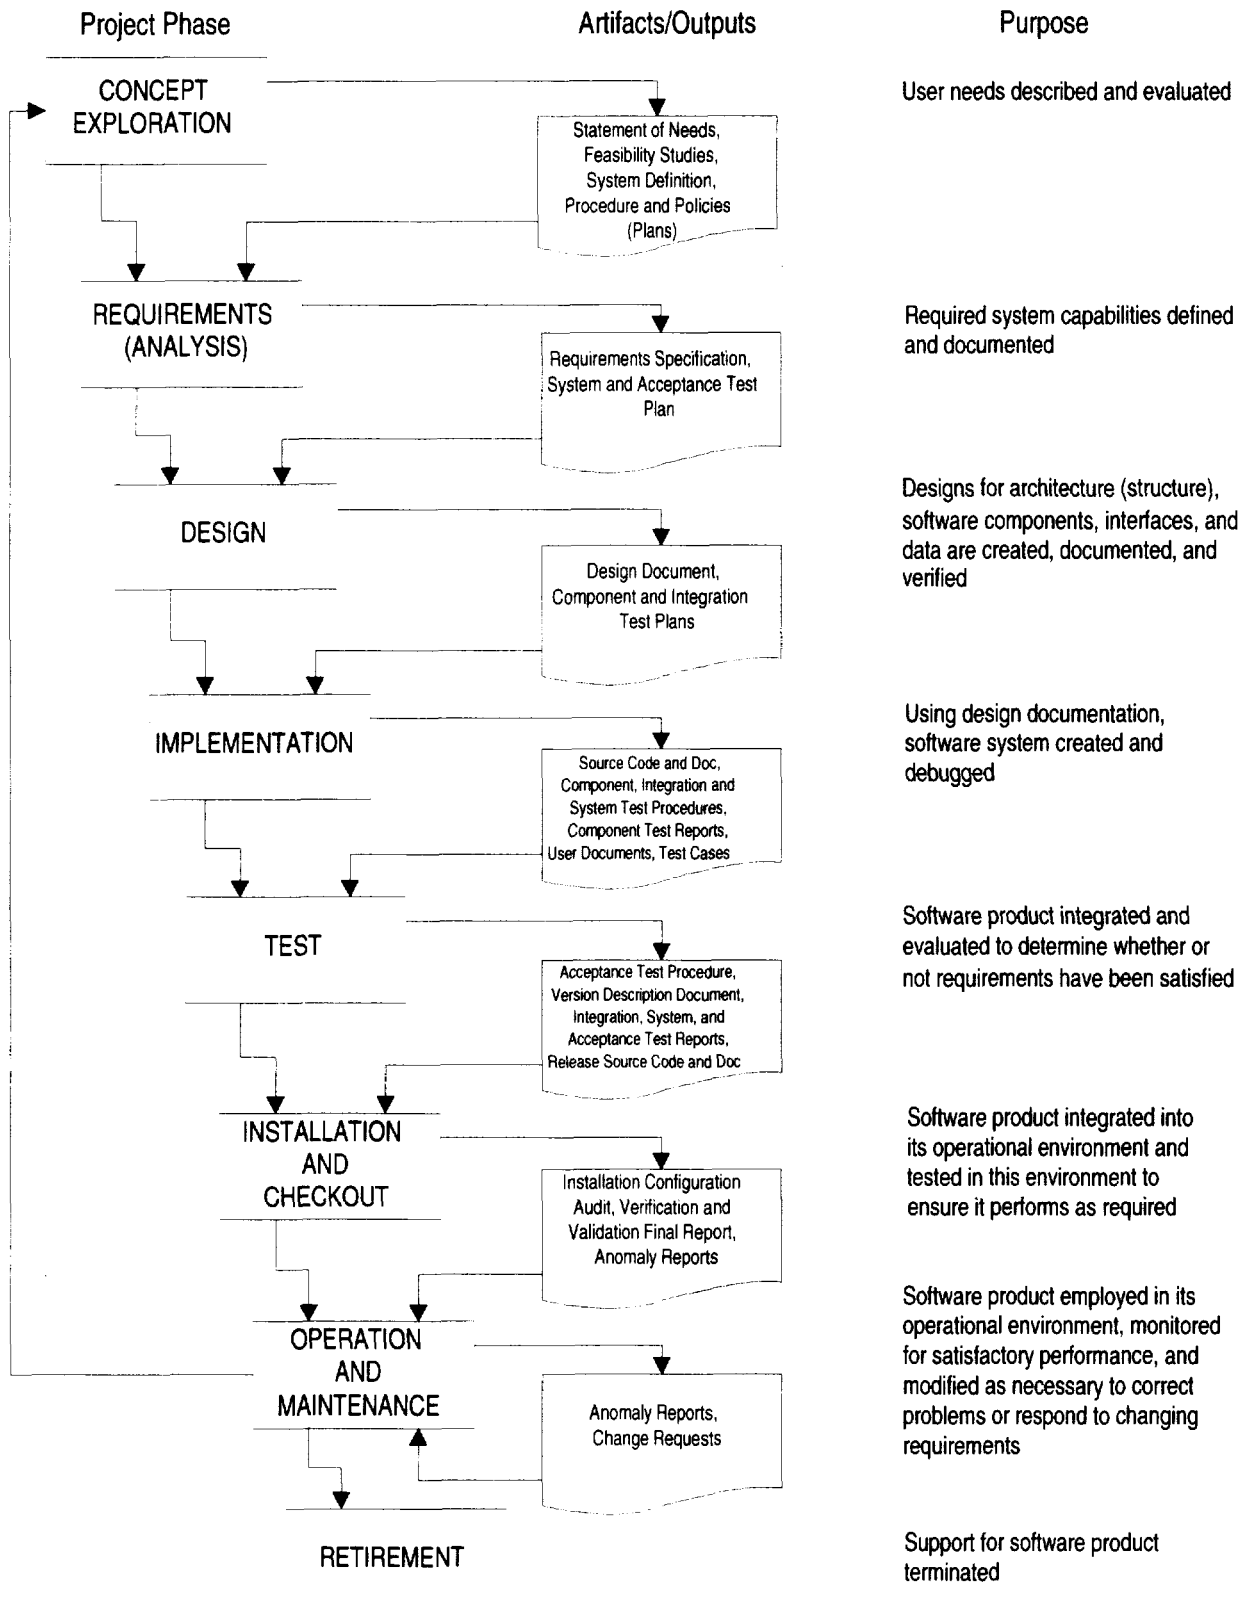 Project Phase
Artifacts/Outputs
Purpose
CONCEPT
EXPLORATION
Statement of Needs,
Feasibility Studies,
System Definition,
Procedure and Policies
(Plans)
User needs described and evaluated
REQUIREMENTS
(ANALYSIS)
Requirements Specification,
System and Acceptance Test
Plan
Required system capabilities defined
and documented
DESIGN
Design Document,
Component and Integration
Test Plans
Designs for architecture (structure),
software components, interfaces, and
data are created, documented, and
verified
IMPLEMENTATION
Source Code and Doc,
Component, Integration and
System Test Procedures,
Component Test Reports,
User Documents, Test Cases
Using design documentation,
software system created and
debugged
TEST
Acceptance Test Procedure,
Version Description Document,
Integration, System, and
Acceptance Test Reports,
Release Source Code and Doc
Software product integrated and
evaluated to determine whether or
not requirements have been satisfied
INSTALLATION
AND
CHECKOUT
Installation Configuration
Audit, Verification and
Validation Final Report,
Anomaly Reports
Software product integrated into
its operational environment and
tested in this environment to
ensure it performs as required
OPERATION
AND
MAINTENANCE
Anomaly Reports,
Change Requests
Software product employed in its
operational environment, monitored
for satisfactory performance, and
modified as necessary to correct
problems or respond to changing
requirements
RETIREMENT
Support for software product
terminated